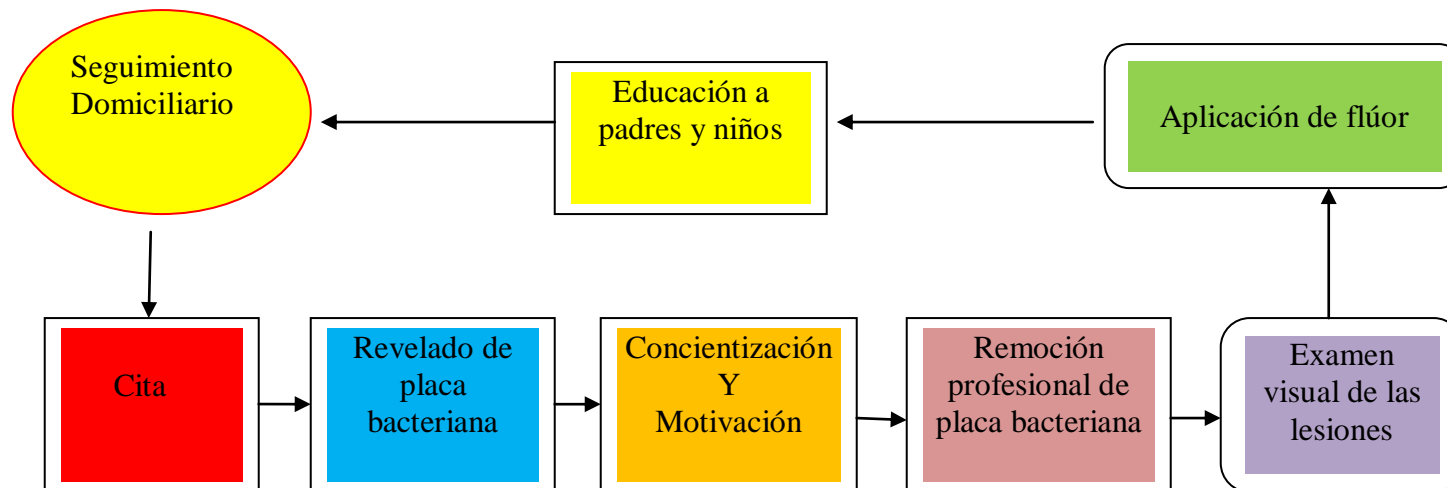 Seguimiento
Domiciliario
Educación a
padres y niños
Aplicación de flúor
Cita
Revelado de
placa
bacteriana
Concientización
Y
Motivación
Remoción
profesional de
placa bacteriana
Examen
visual de las
lesiones